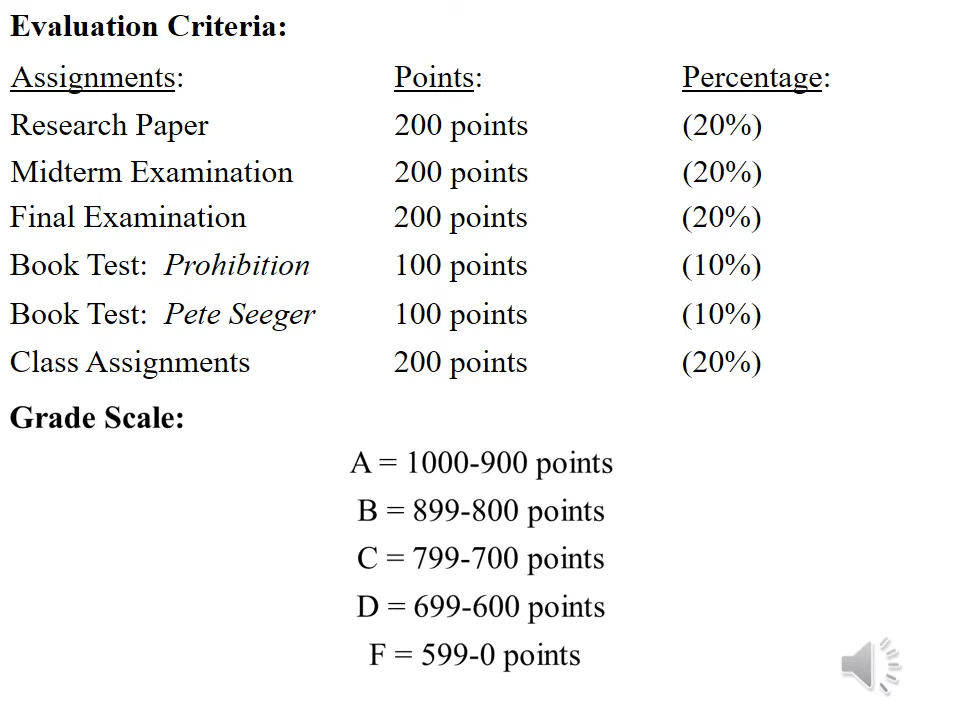 Evaluation Criteria:
Assignments: Points: Percentage:
Research Paper 200 points (20%)
Midterm Examination 200 points (20%)
Final Examination 200 points (20%)
Book Test: Prohibition 100 points (10%)
Book Test: Pete Seeger 100 points (10%)
Class Assignments 200 points (20%)
Grade Scale:
A = 1000-900 points
B = 899-800 points
C = 799-700 points
D = 699-600 points
F = 599-0 points